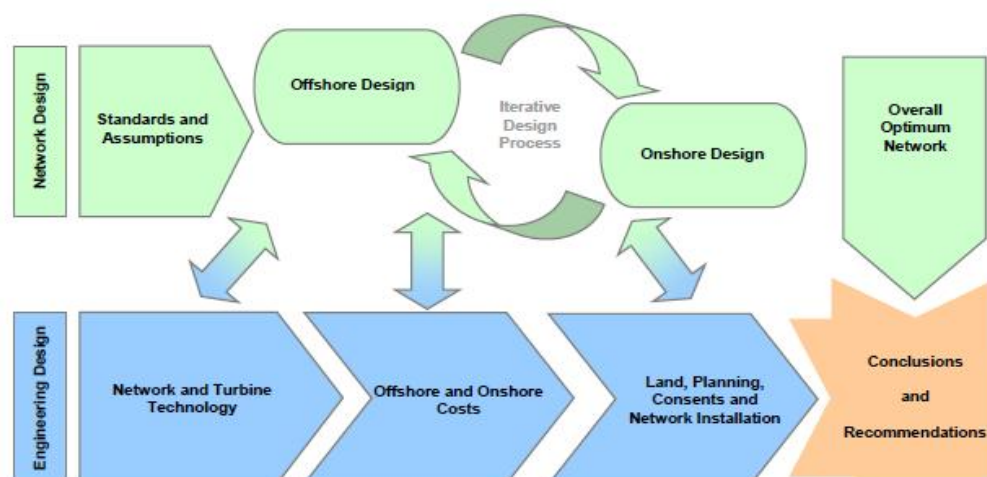 Network Design
Standards and
Assumptions
Offshore Design
Iterative
Design
Process
Onshore Design
Overall
Optimum
Network
Engineering Design
Network and Turbine
Technology
Offshore and Onshore
Costs
Land, Planning,
Consents and
Network Installation
Conclusions
and
Recommendations